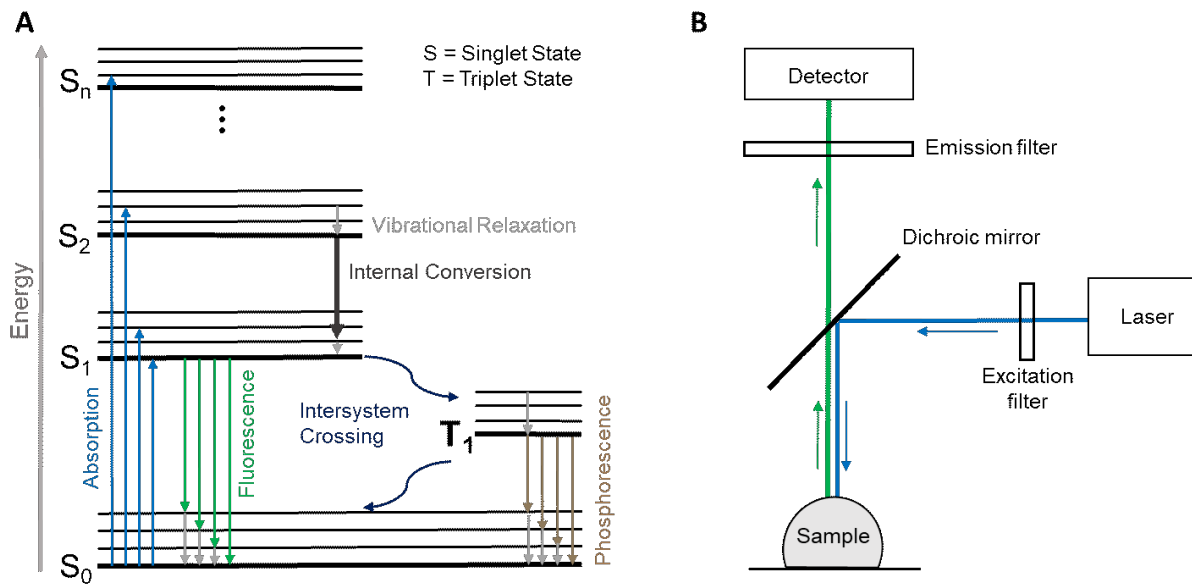 A
S = Singlet State
T = Triplet State
Sn
S2
Vibrational Relaxation
Internal Conversion
Energy
S1
Absorption
Fluorescence
Intersystem
Crossing
T1
Phosphorescence
S0
B
Detector
Emission filter
Dichroic mirror
Laser
Excitation
filter
Sample